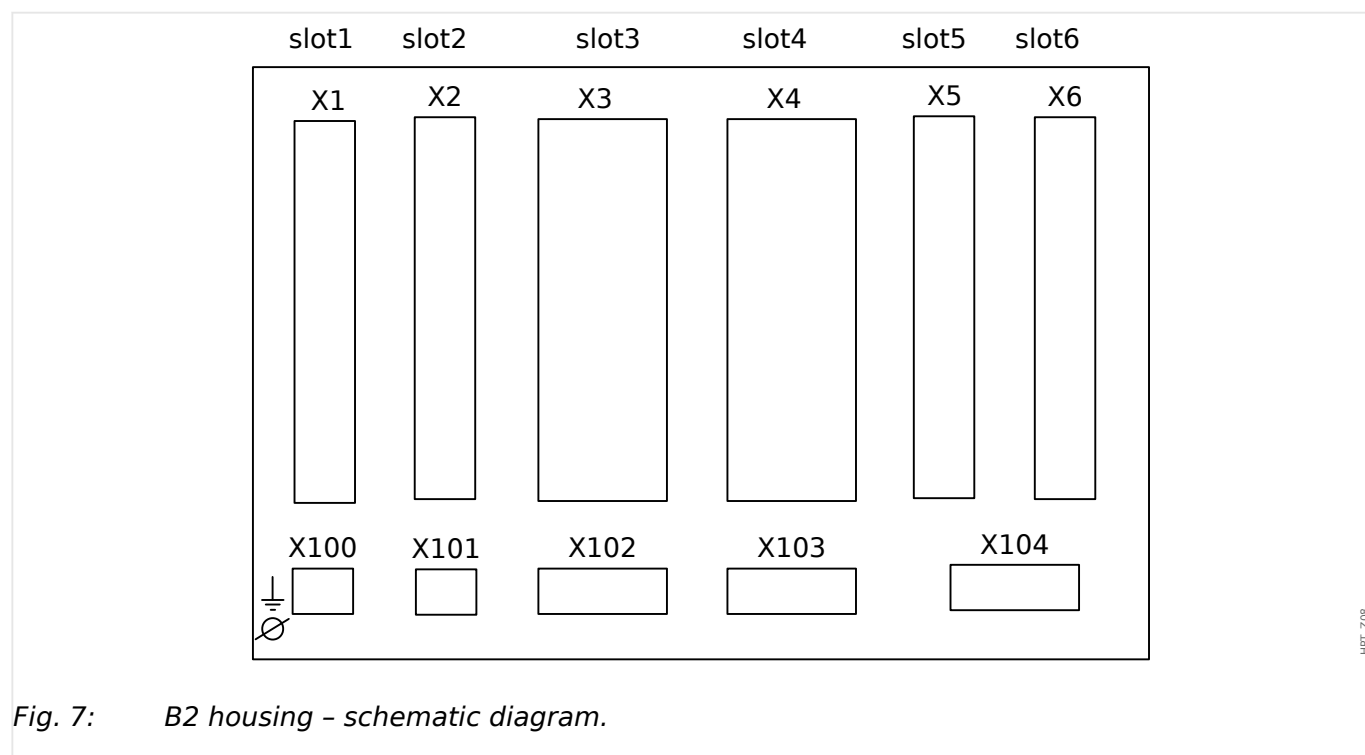 slot1 slot2 slot3 slot4 slot5 slot6
X1 X2 X3 X4 X5 X6
X100 X101 X102 X103 X104
Fig. 7: B2 housing – schematic diagram.